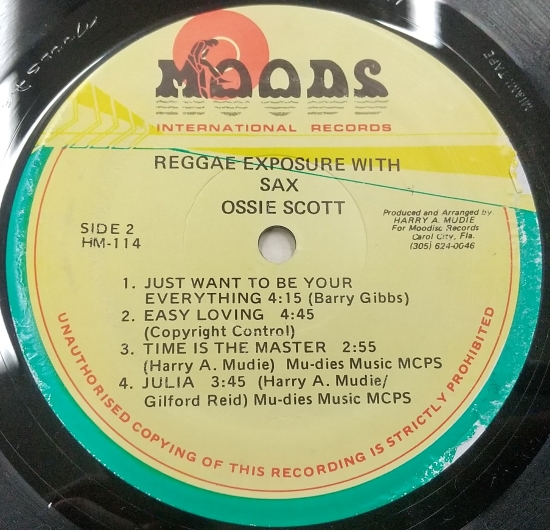 MOODS
INTERNATIONAL RECORDS
REGGAE EXPOSURE WITH
SAX
OSSIE SCOTT
Produced and Arranged by
HARRY A. MUDIE
For Moodisc Records
Carol City, Fla.
(305) 624-0046
SIDE 2
HM-114
1. JUST WANT TO BE YOUR
EVERYTHING 4:15 (Barry Gibbs)
2. EASY LOVING 4:45
(Copyright Control)
3. TIME IS THE MASTER 2:55
(Harry A. Mudie) Mu-dies Music MCPS
4. JULIA 3:45 (Harry A. Mudie/
Gilford Reid) Mu-dies Music MCPS
UNAUTHORISED COPYING OF THIS RECORDING IS STRICTLY PROHIBITED
MIAMI TAPE